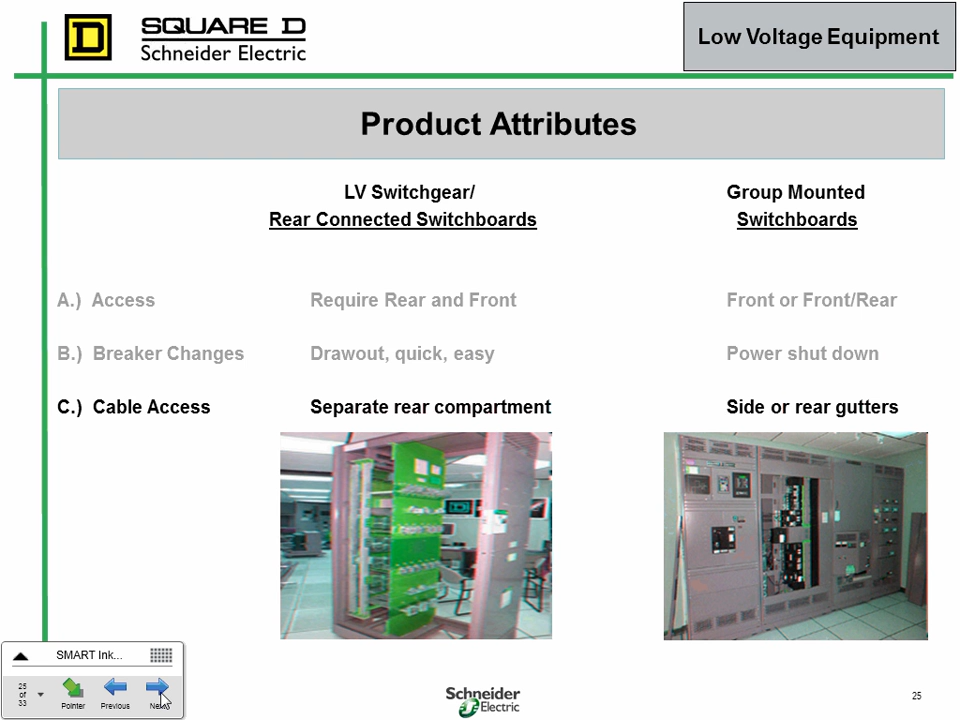 SQUARE D
Schneider Electric
Low Voltage Equipment
Product Attributes
LV Switchgear/
Rear Connected Switchboards
Group Mounted
Switchboards
A.) Access Require Rear and Front Front or Front/Rear
B.) Breaker Changes Drawout, quick, easy Power shut down
C.) Cable Access Separate rear compartment Side or rear gutters
SMART Ink...
25
of
33
Pointer Previous
Schneider
Electric
25